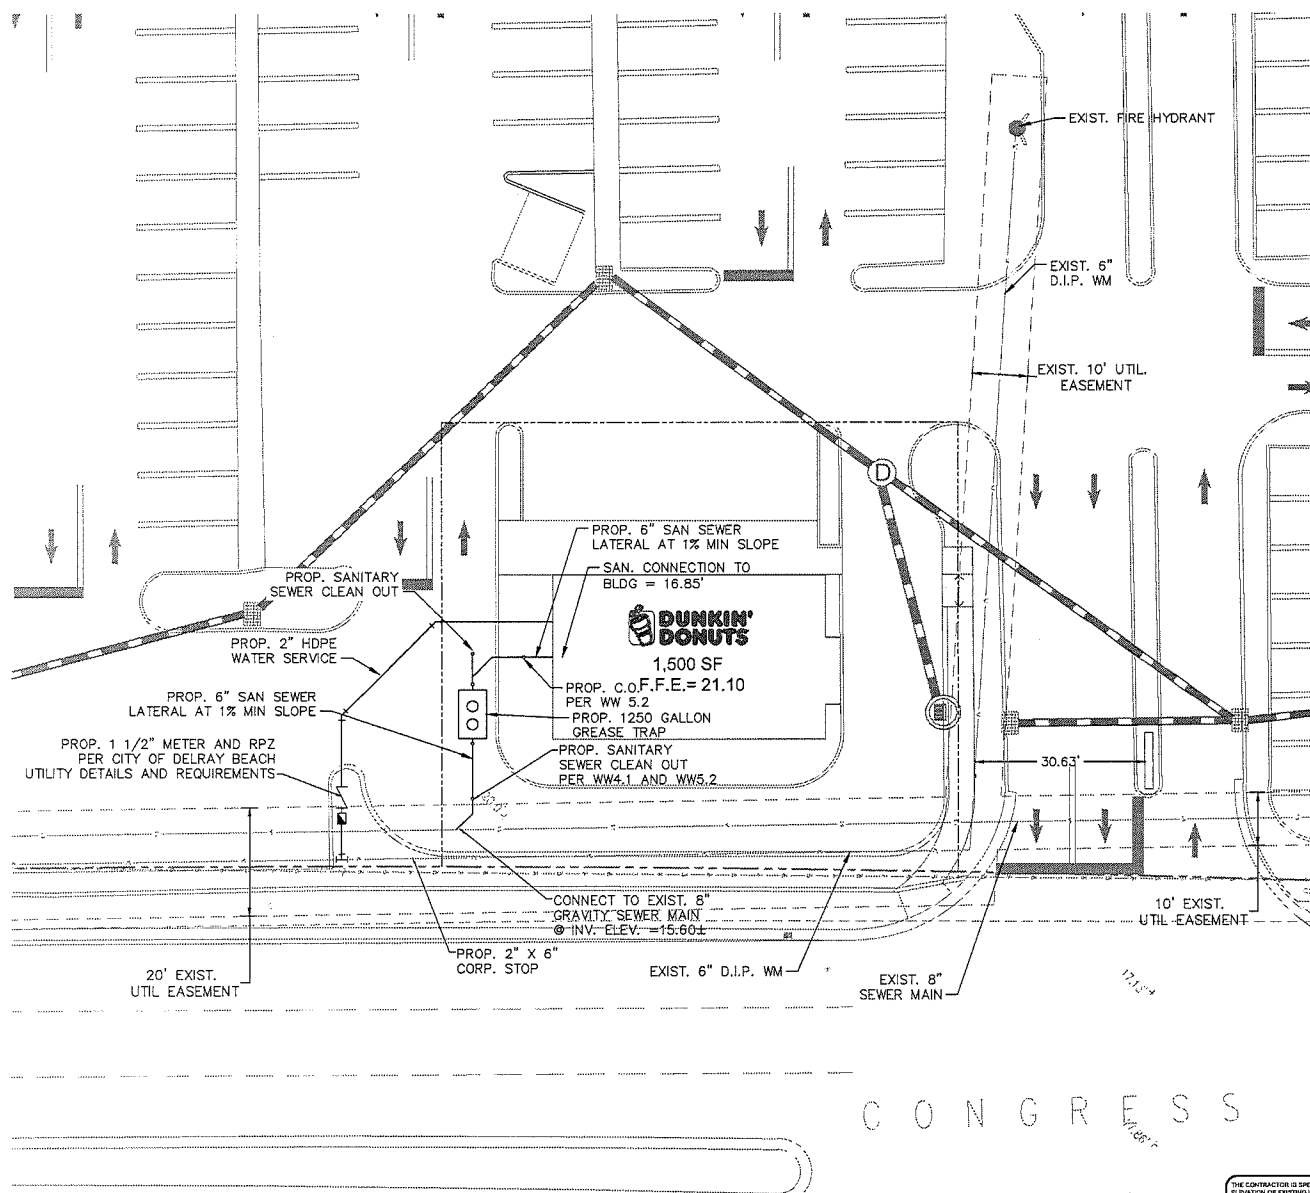 EXIST. FIRE HYDRANT
EXIST. 6"
D.I.P. WM
EXIST. 10' UTIL.
EASEMENT
D
PROP. 6" SAN SEWER
LATERAL AT 1% MIN SLOPE
SAN. CONNECTION TO
BLDG = 16.85'
PROP. SANITARY
SEWER CLEAN OUT
DUNKIN'
DONUTS
1,500 SF
F.F.E.= 21.10
PROP. 2" HDPE
WATER SERVICE
PROP. C.O.
PER WW 5.2
PROP. 6" SAN SEWER
LATERAL AT 1% MIN SLOPE
PROP. 1250 GALLON
GREASE TRAP
PROP. 1 1/2" METER AND RPZ
PER CITY OF DELRAY BEACH
UTILITY DETAILS AND REQUIREMENTS
PROP. SANITARY
SEWER CLEAN OUT
PER WW4.1 AND WW5.2
30.63'
CONNECT TO EXIST. 8"
GRAVITY SEWER MAIN
@ INV. ELEV. =15.60±
10' EXIST.
UTIL EASEMENT
PROP. 2" X 6"
CORP. STOP
20' EXIST.
UTIL EASEMENT
EXIST. 6" D.I.P. WM
EXIST. 8"
SEWER MAIN
CONGRESS
THE CONTRACTOR IS